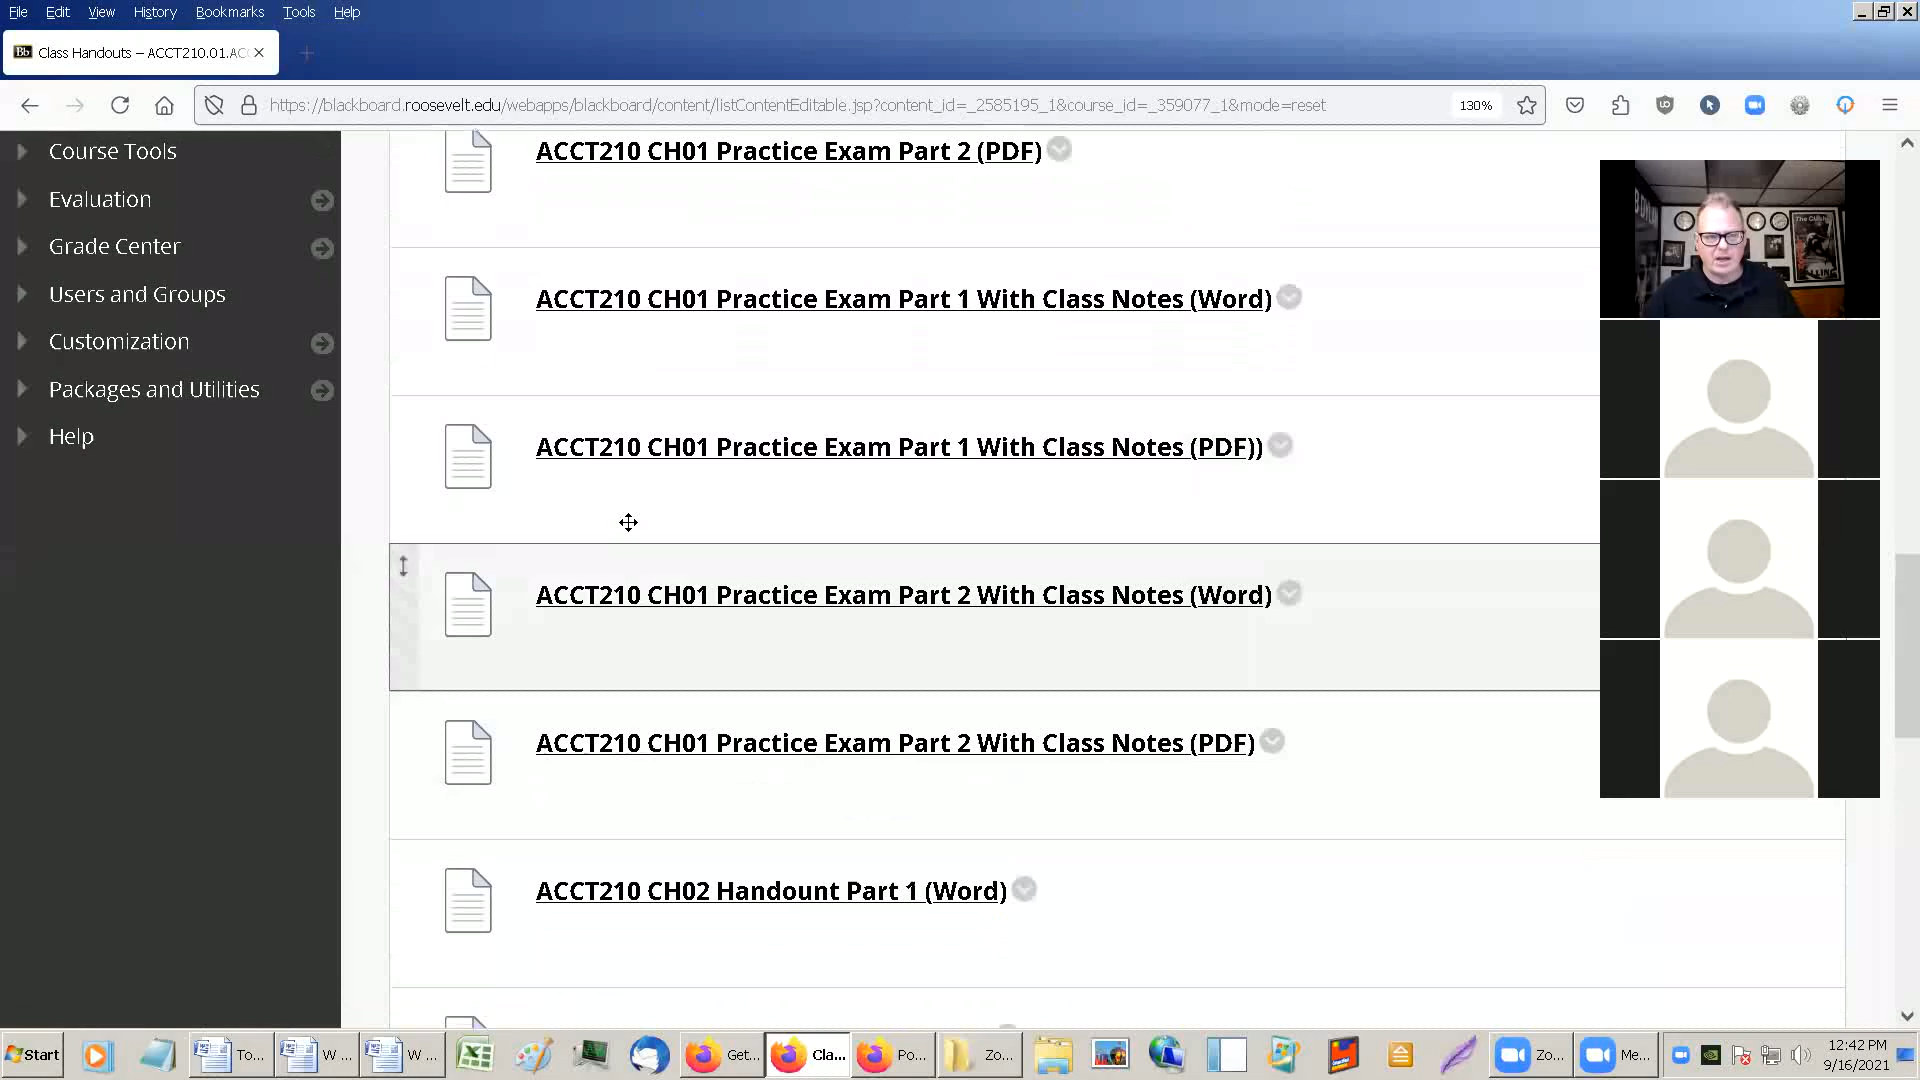 File Edit View History Bookmarks Tools Help
Class Handouts – ACCT210.01.ACC
https://blackboard.roosevelt.edu/webapps/blackboard/content/listContentEditable.jsp?content_id=_2585195_1&course_id=_359077_1&mode=reset 130%
Course Tools
Evaluation
Grade Center
Users and Groups
Customization
Packages and Utilities
Help
ACCT210 CH01 Practice Exam Part 2 (PDF)
ACCT210 CH01 Practice Exam Part 1 With Class Notes (Word)
ACCT210 CH01 Practice Exam Part 1 With Class Notes (PDF))
ACCT210 CH01 Practice Exam Part 2 With Class Notes (Word)
ACCT210 CH01 Practice Exam Part 2 With Class Notes (PDF)
ACCT210 CH02 Handount Part 1 (Word)
The Clash
Start To... W ... W ... Get... Cla... Po... Zo... Zo... Me...
12:42 PM
9/16/2021